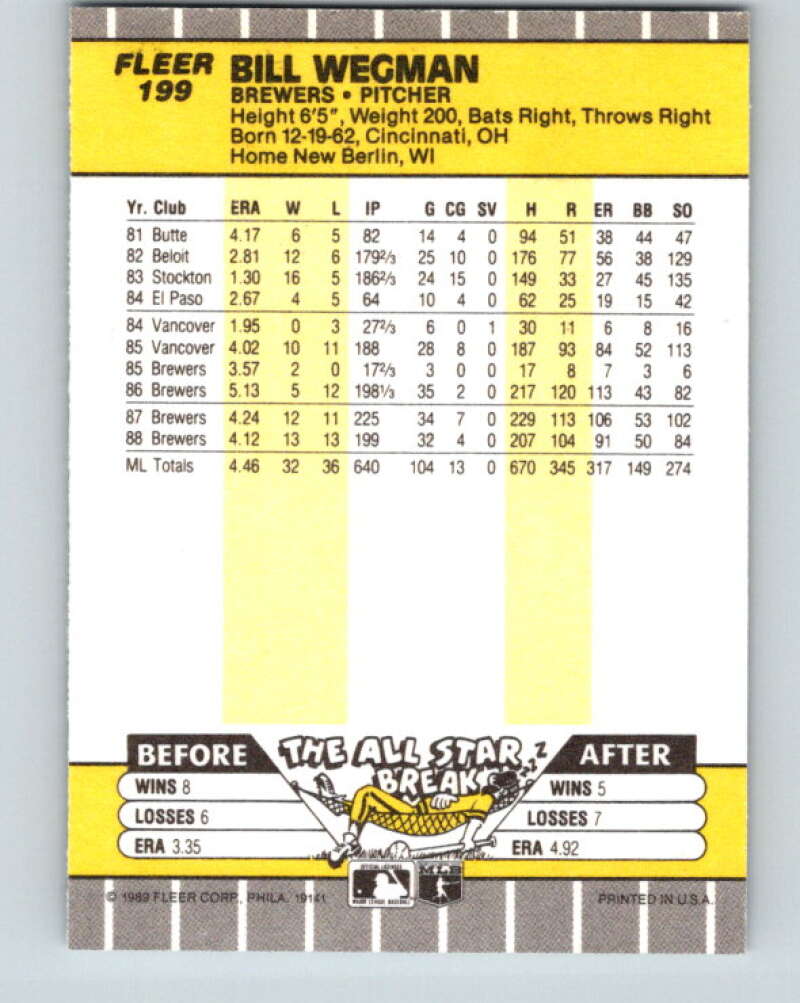 FLEER
199
BILL WEGMAN
BREWERS • PITCHER
Height 6'5", Weight 200, Bats Right, Throws Right
Born 12-19-62, Cincinnati, OH
Home New Berlin, WI
Yr. Club ERA W L IP G CG SV H R ER BB SO
81 Butte 4.17 6 5 82 14 4 0 94 51 38 44 47
82 Beloit 2.81 12 6 179⅔ 25 10 0 176 77 56 38 129
83 Stockton 1.30 16 5 186⅔ 24 15 0 149 33 27 45 135
84 El Paso 2.67 4 5 64 10 4 0 62 25 19 15 42
84 Vancover 1.95 0 3 27⅔ 6 0 1 30 11 6 8 16
85 Vancover 4.02 10 11 188 28 8 0 187 93 84 52 113
85 Brewers 3.57 2 0 17⅔ 3 0 0 17 8 7 3 6
86 Brewers 5.13 5 12 198⅓ 35 2 0 217 120 113 43 82
87 Brewers 4.24 12 11 225 34 7 0 229 113 106 53 102
88 Brewers 4.12 13 13 199 32 4 0 207 104 91 50 84
ML Totals 4.46 32 36 640 104 13 0 670 345 317 149 274
BEFORE THE ALL STAR BREAK ZZZ AFTER
WINS 8 WINS 5
LOSSES 6 LOSSES 7
ERA 3.35 ERA 4.92
OFFICIAL LICENSEE
MAJOR LEAGUE BASEBALL
MLB
© 1989 FLEER CORP., PHILA. 19141 PRINTED IN U.S.A.